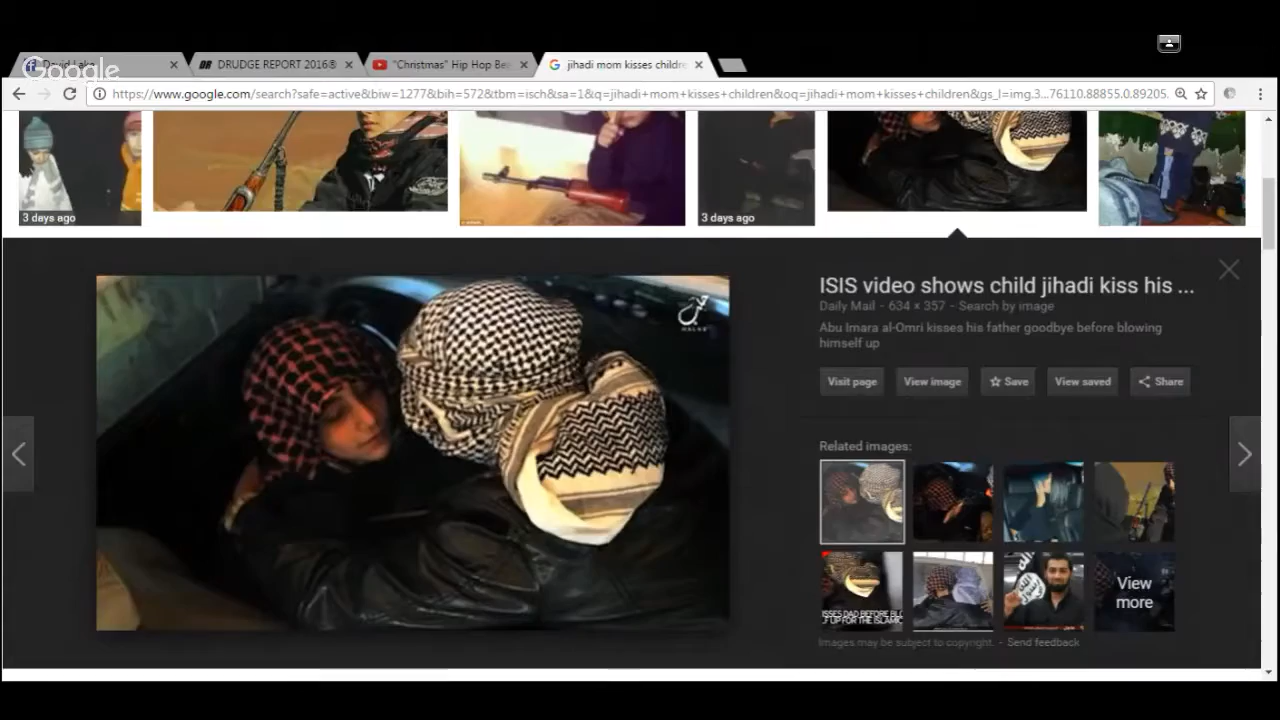 Google
David Lake
DRUDGE REPORT 2016®
"Christmas" Hip Hop Bea
jihadi mom kisses childre
https://www.google.com/search?safe=active&biw=1277&bih=572&tbm=isch&sa=1&q=jihadi+mom+kisses+children&oq=jihadi+mom+kisses+children&gs_l=img.3...76110.88855.0.89205.
3 days ago
3 days ago
ISIS video shows child jihadi kiss his ...
Daily Mail - 634 × 357 - Search by image
Abu Imara al-Omri kisses his father goodbye before blowing
himself up
Visit page
View image
Save
View saved
Share
Related images:
View
more
Images may be subject to copyright. - Send feedback